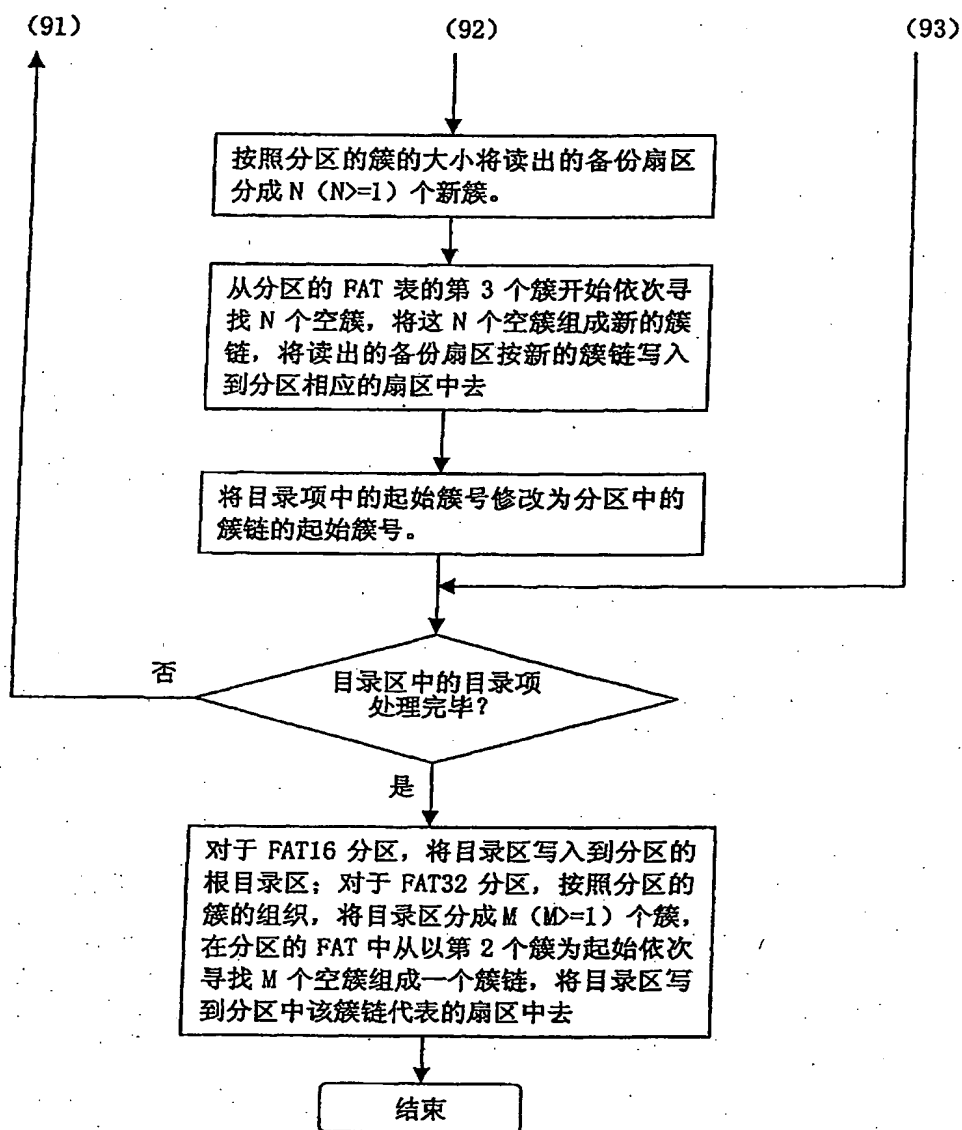 (91)
(92)
(93)
按照分区的簇的大小将读出的备份扇区
分成 N（N>=1）个新簇。
从分区的 FAT 表的第 3 个簇开始依次寻
找 N 个空簇，将这 N 个空簇组成新的簇
链，将读出的备份扇区按新的簇链写入
到分区相应的扇区中去
将目录项中的起始簇号修改为分区中的
簇链的起始簇号。
否
目录区中的目录项
处理完毕？
是
对于 FAT16 分区，将目录区写入到分区的
根目录区；对于 FAT32 分区，按照分区的
簇的组织，将目录区分成 M（M>=1）个簇，
在分区的 FAT 中从以第 2 个簇为起始依次
寻找 M 个空簇组成一个簇链，将目录区写
到分区中该簇链代表的扇区中去
结束